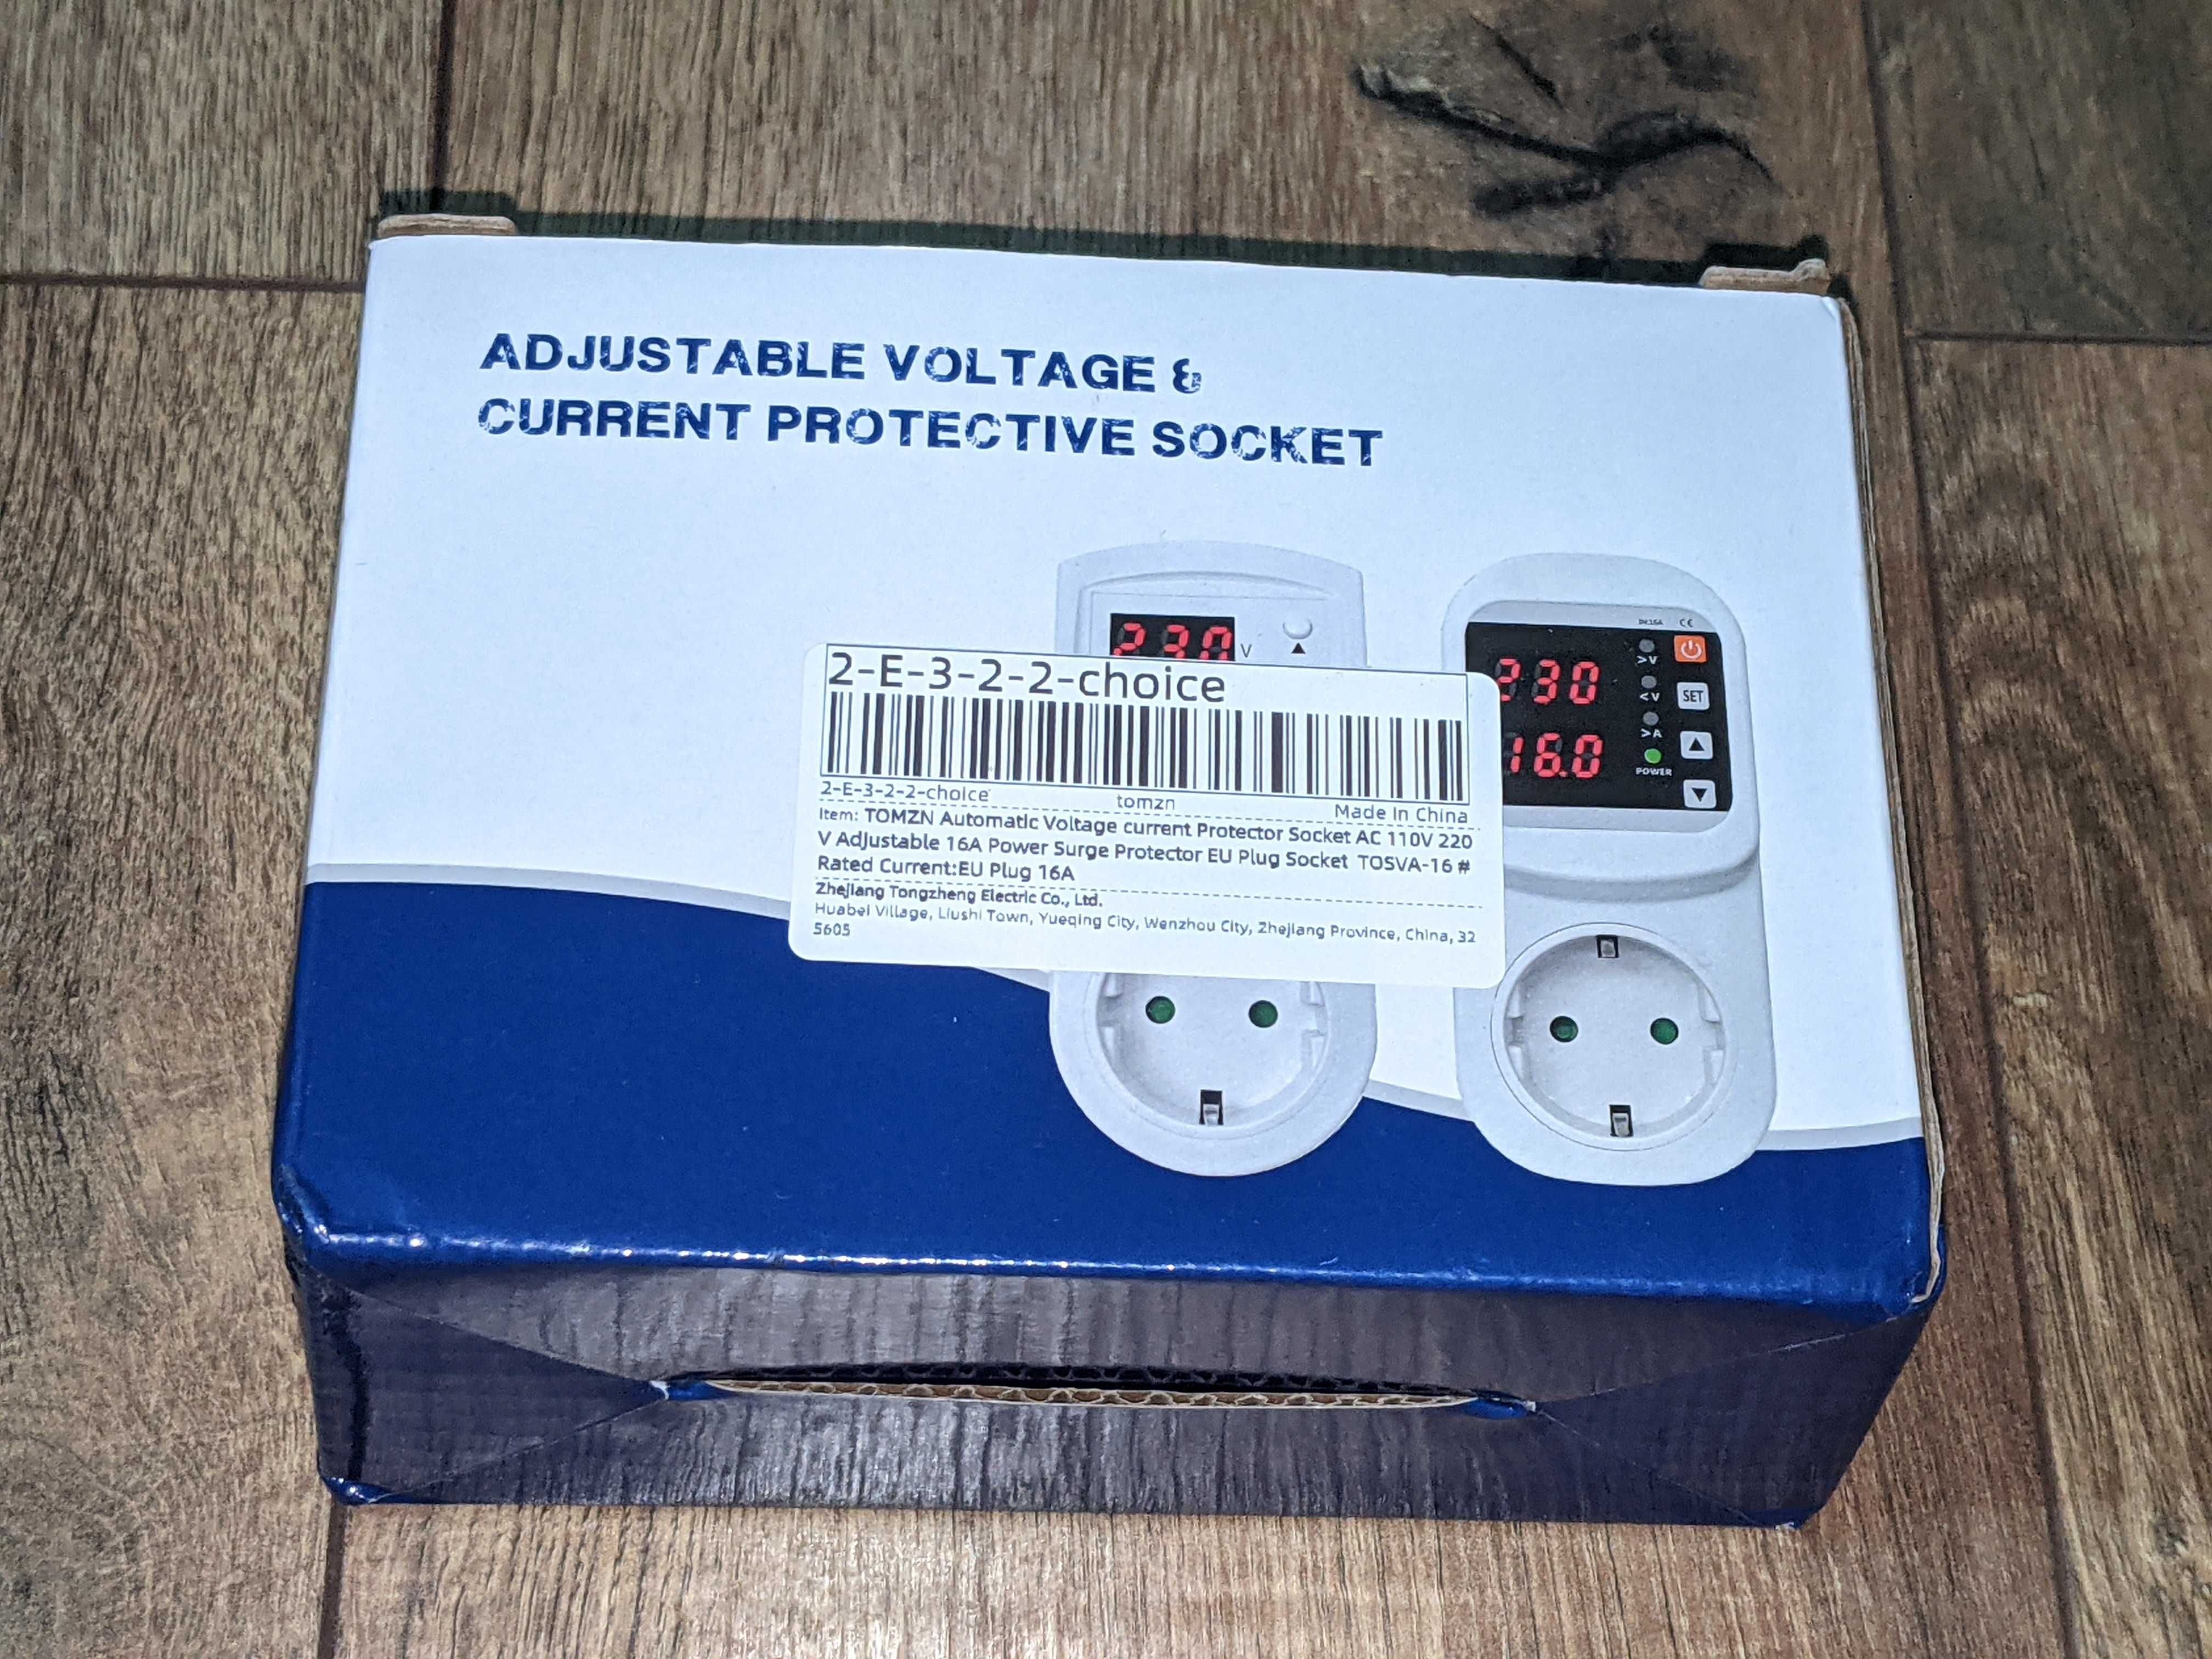 ADJUSTABLE VOLTAGE &
CURRENT PROTECTIVE SOCKET
230 V
▲
DK16A CE
230
16.0
>V
<V
>A
POWER
SET
▲
▼
2-E-3-2-2-choice
2-E-3-2-2-choice tomzn Made In China
Item: TOMZN Automatic Voltage current Protector Socket AC 110V 220
V Adjustable 16A Power Surge Protector EU Plug Socket TOSVA-16 #
Rated Current:EU Plug 16A
Zhejiang Tongzheng Electric Co., Ltd.
Huabei Village, Liushi Town, Yueqing City, Wenzhou City, Zhejiang Province, China, 32
5605